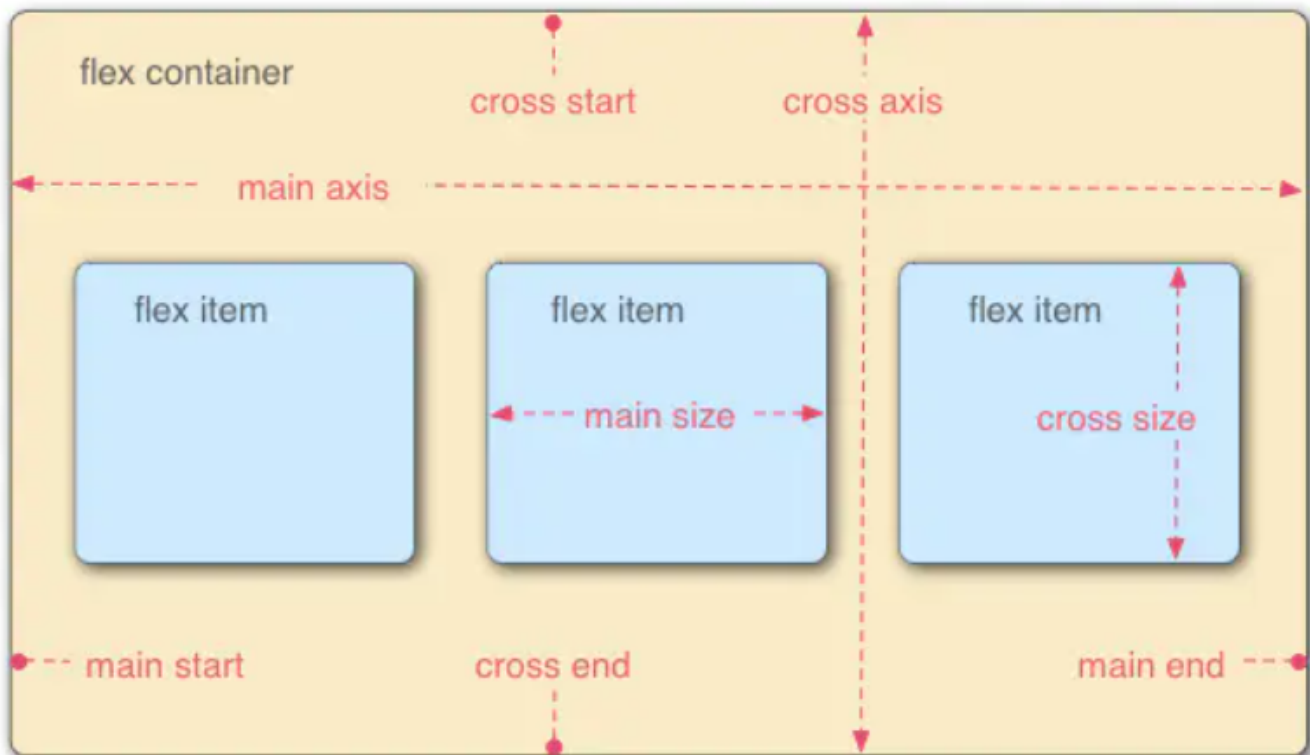 flex container
cross start
cross axis
main axis
flex item
flex item
flex item
main size
cross size
main start
cross end
main end